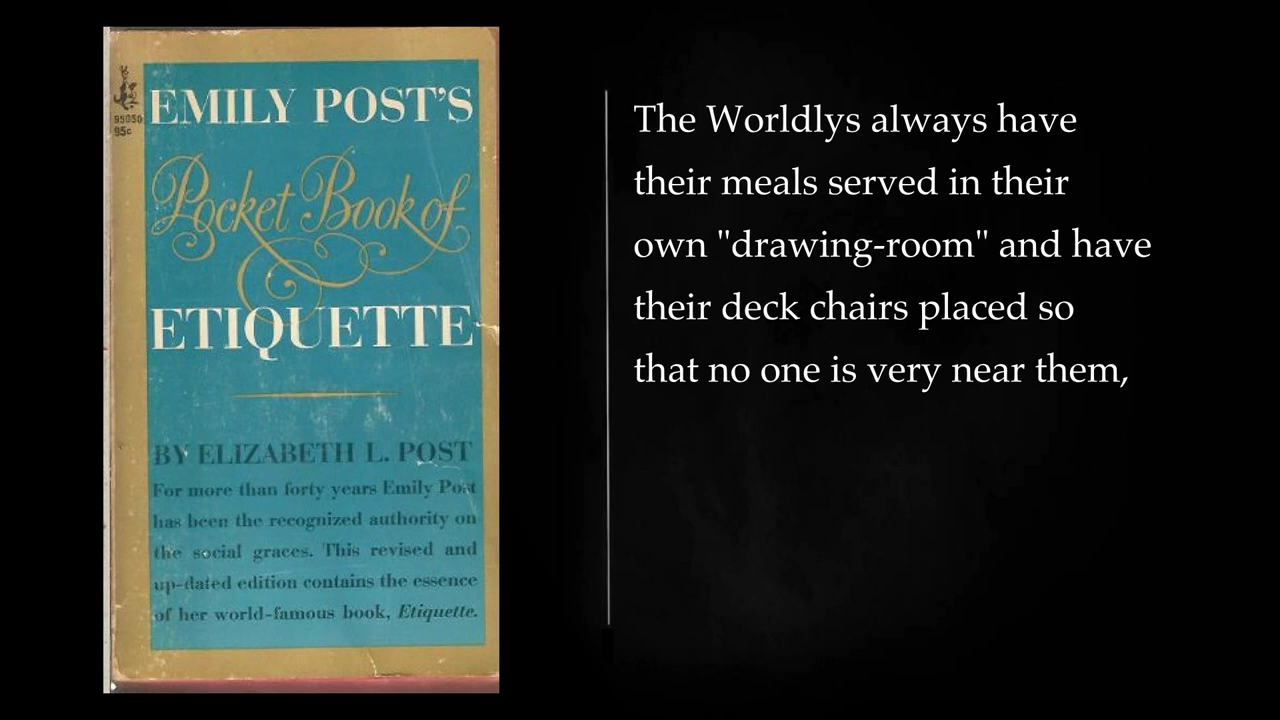 EMILY POST'S
Pocket Book of
ETIQUETTE
95050
95c
BY ELIZABETH L. POST
For more than forty years Emily Post
has been the recognized authority on
the social graces. This revised and
up-dated edition contains the essence
of her world-famous book, Etiquette.
The Worldlys always have
their meals served in their
own "drawing-room" and have
their deck chairs placed so
that no one is very near them,